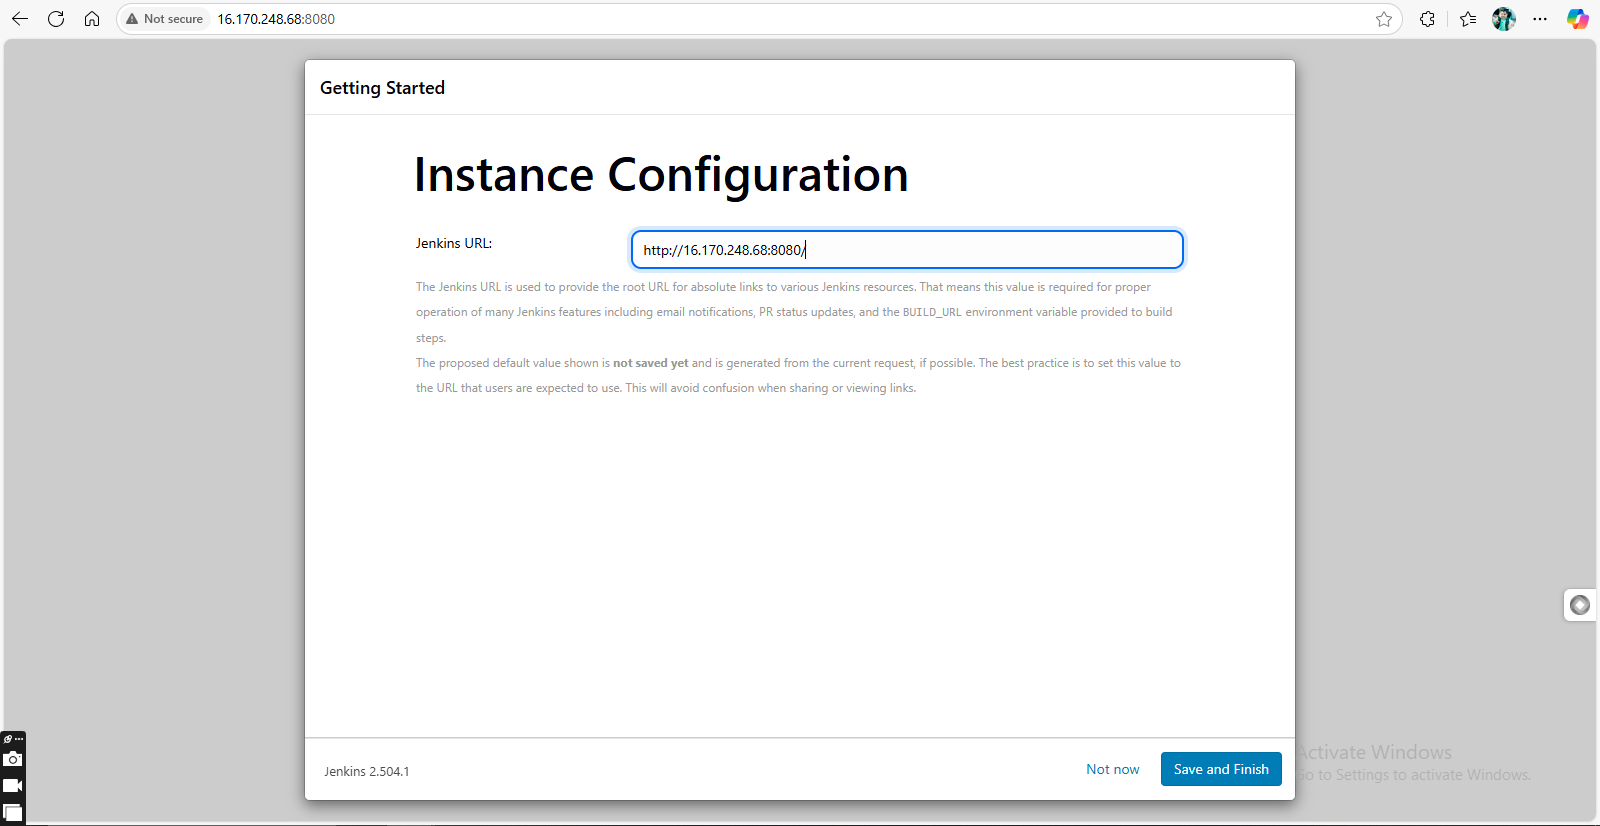 Not secure 16.170.248.68:8080
Getting Started
Instance Configuration
Jenkins URL:
http://16.170.248.68:8080/
The Jenkins URL is used to provide the root URL for absolute links to various Jenkins resources. That means this value is required for proper
operation of many Jenkins features including email notifications, PR status updates, and the BUILD_URL environment variable provided to build
steps.
The proposed default value shown is not saved yet and is generated from the current request, if possible. The best practice is to set this value to
the URL that users are expected to use. This will avoid confusion when sharing or viewing links.
Jenkins 2.504.1
Not now
Save and Finish
Activate Windows
Go to Settings to activate Windows.